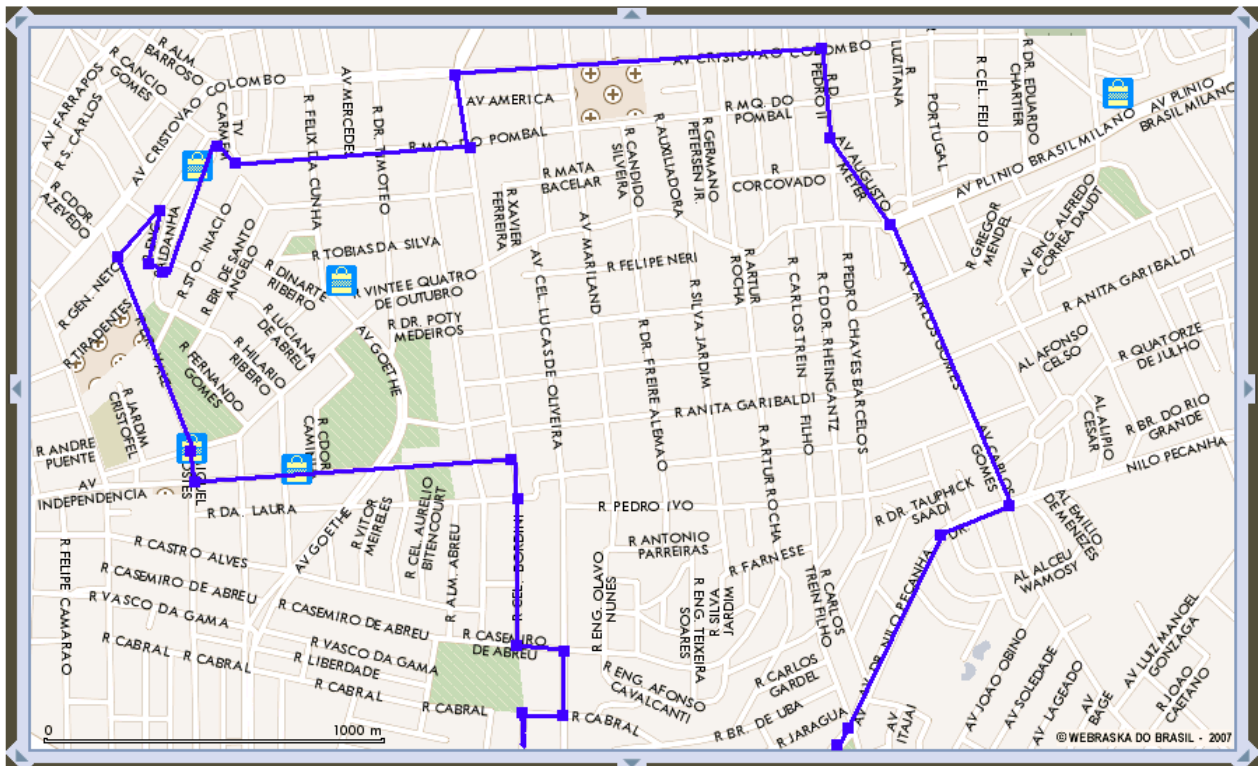 R ALM.
BARROSO
R CANCIO
GOMES
AV FARRAPOS
R S. CARLOS
AV CRISTOVAO COLOMBO
TV
CARMEM
R CDOR
AZEVEDO
AV MERCEDES
R FELIX DA CUNHA
R DR. TIMOTEO
AV AMERICA
R MQ. DO POMBAL
AV CRISTOVAO COLOMBO
R D.
PEDRO II
R MQ. DO
POMBAL
R
LUZITANA
R CEL. FEIJO
R DR. EDUARDO
CHARTIER
PORTUGAL
AV PLINIO
BRASIL MILANO
AV PLINIO BRASIL MILANO
R CANDIDO
SILVEIRA
R AUXILIADORA
R GERMANO
PETERSEN JR.
R MATA
BACELAR
R
CORCOVADO
AV AUGUSTO
MEYER
R XAVIER
FERREIRA
R GEN. NETO
SALDANHA
R STO. INACIO
R BR. DE SANTO
ANGELO
R DINARTE
RIBEIRO
R TOBIAS DA SILVA
R VINTE E QUATRO
DE OUTUBRO
R DR. POTY
MEDEIROS
AV CEL. LUCAS DE OLIVEIRA
AV MARILAND
R FELIPE NERI
R ARTUR
ROCHA
R SILVA JARDIM
R CARLOS TREIN
FILHO
R CDOR. RHEINGANTZ
R PEDRO CHAVES BARCELOS
AV CARLOS GOMES
R GREGOR
MENDEL
AV ENG. ALFREDO
CORREA DAUDT
R ANITA GARIBALDI
AL AFONSO
CELSO
R QUATORZE
DE JULHO
R TIRADENTES
R LUCIANA
DE ABREU
R HILARIO
RIBEIRO
R FERNANDO
GOMES
AV GOETHE
R DR. FREIRE ALEMAO
R ANITA GARIBALDI
R JARDIM
CRISTOFEL
R ANDRE
PUENTE
AV
INDEPENDENCIA
R DA. LAURA
AV GOETHE
R VITOR
MEIRELES
R CEL. AURELIO
BITENCOURT
R ALM. ABREU
R PEDRO IVO
R ARTUR ROCHA
AV CARLOS
GOMES
AL ALIPIO
CESAR
R BR. DO RIO
GRANDE
NILO PECANHA
R DR. TAUPHICK
SAADI
AL EMILIO
DE MENEZES
AL ALCEU
WAMOSY
R FELIPE CAMARAO
R CASTRO ALVES
R CASEMIRO DE ABREU
R VASCO DA GAMA
R CABRAL
R CABRAL
R CASEMIRO DE ABREU
R VASCO DA GAMA
R LIBERDADE
R CABRAL
R CASEMIRO
DE ABREU
R CABRAL
R CABRAL
R ANTONIO
PARREIRAS
R FARNESE
R ENG. OLAVO
NUNES
R ENG. TEIXEIRA
SOARES
R SILVA
JARDIM
R CARLOS
TREIN FILHO
AV DR. NILO PECANHA
R ENG. AFONSO
CAVALCANTI
R CARLOS
GARDEL
R BR. DE UBA
R JARAGUA
AV
ITAJAI
AV JOAO OBINO
AV SOLEDADE
AV LAGEADO
AV
BAGE
AV LUZ MANOEL
GONZAGA
R JOAO
CAETANO
0 1000 m
© WEBRASKA DO BRASIL - 2007